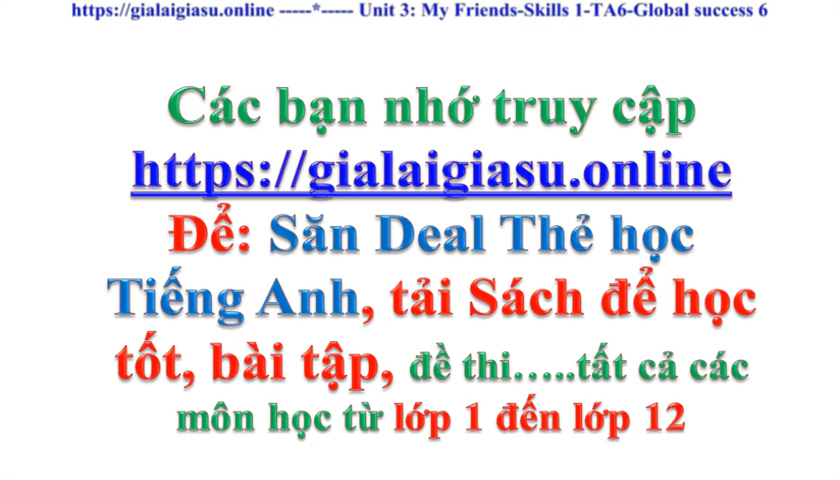 https://gialaigiasu.online -----*----- Unit 3: My Friends-Skills 1-TA6-Global success 6
Các bạn nhớ truy cập
https://gialaigiasu.online
Để: Săn Deal Thẻ học
Tiếng Anh, tải Sách để học
tốt, bài tập, đề thi…..tất cả các
môn học từ lớp 1 đến lớp 12